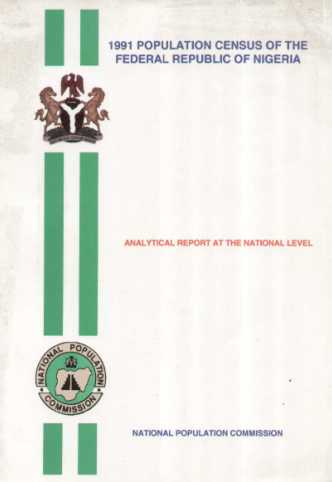 1991 POPULATION CENSUS OF THE
FEDERAL REPUBLIC OF NIGERIA
ANALYTICAL REPORT AT THE NATIONAL LEVEL
NATIONAL POPULATION
COMMISSION
NATIONAL POPULATION COMMISSION